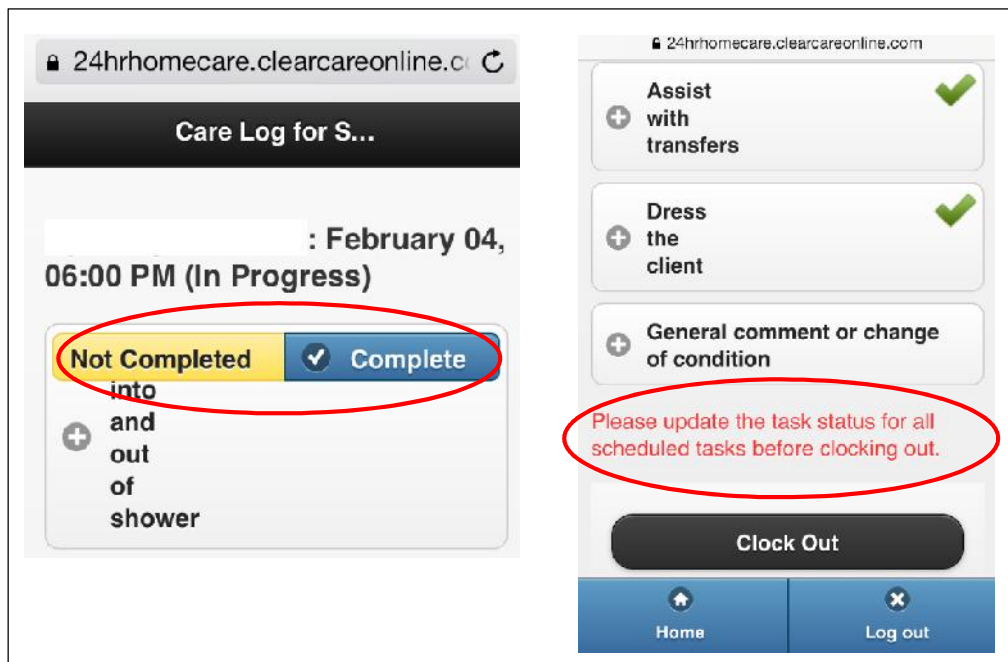 24hrhomecare.clearcareonline.c
Care Log for S...
: February 04,
06:00 PM (In Progress)
Not Completed
Complete
into
and
out
of
shower
24hrhomecare.clearcareonline.com
Assist
with
transfers
Dress
the
client
General comment or change
of condition
Please update the task status for all
scheduled tasks before clocking out.
Clock Out
Home
Log out